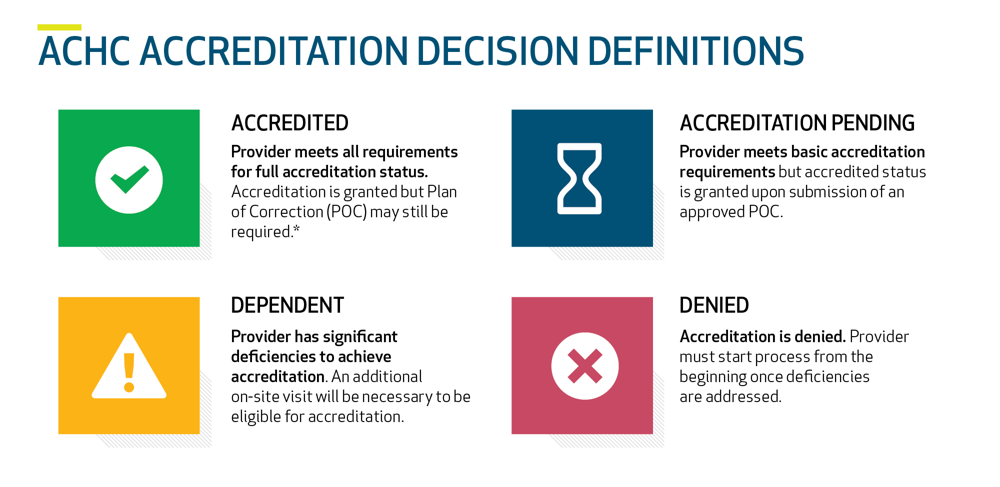 ACHC ACCREDITATION DECISION DEFINITIONS
ACCREDITED
Provider meets all requirements
for full accreditation status.
Accreditation is granted but Plan
of Correction (POC) may still be
required.*
ACCREDITATION PENDING
Provider meets basic accreditation
requirements but accredited status
is granted upon submission of an
approved POC.
DEPENDENT
Provider has significant
deficiencies to achieve
accreditation. An additional
on-site visit will be necessary to be
eligible for accreditation.
DENIED
Accreditation is denied. Provider
must start process from the
beginning once deficiencies
are addressed.